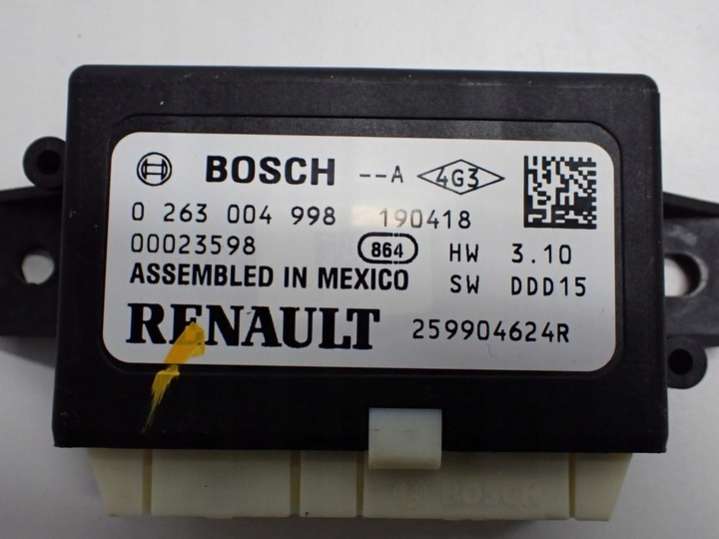 BOSCH --A 4G3
0 263 004 998 190418
00023598 864 HW 3.10
ASSEMBLED IN MEXICO SW DDD15
RENAULT 259904624R
BOSCH